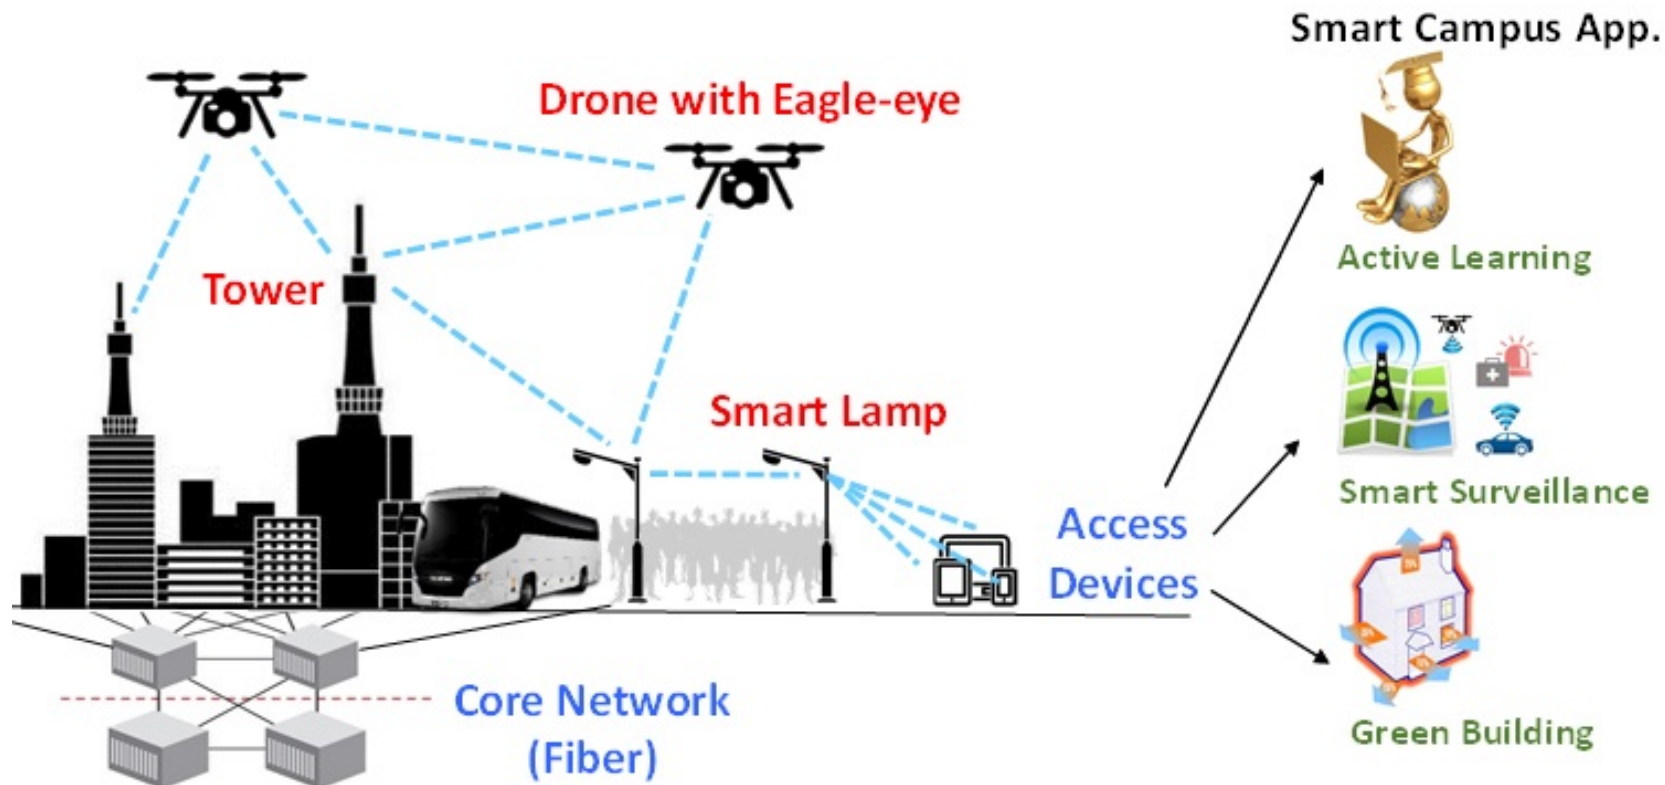 Smart Campus App.
Drone with Eagle-eye
Tower
Active Learning
Smart Lamp
Smart Surveillance
Access
Devices
Core Network
(Fiber)
Green Building